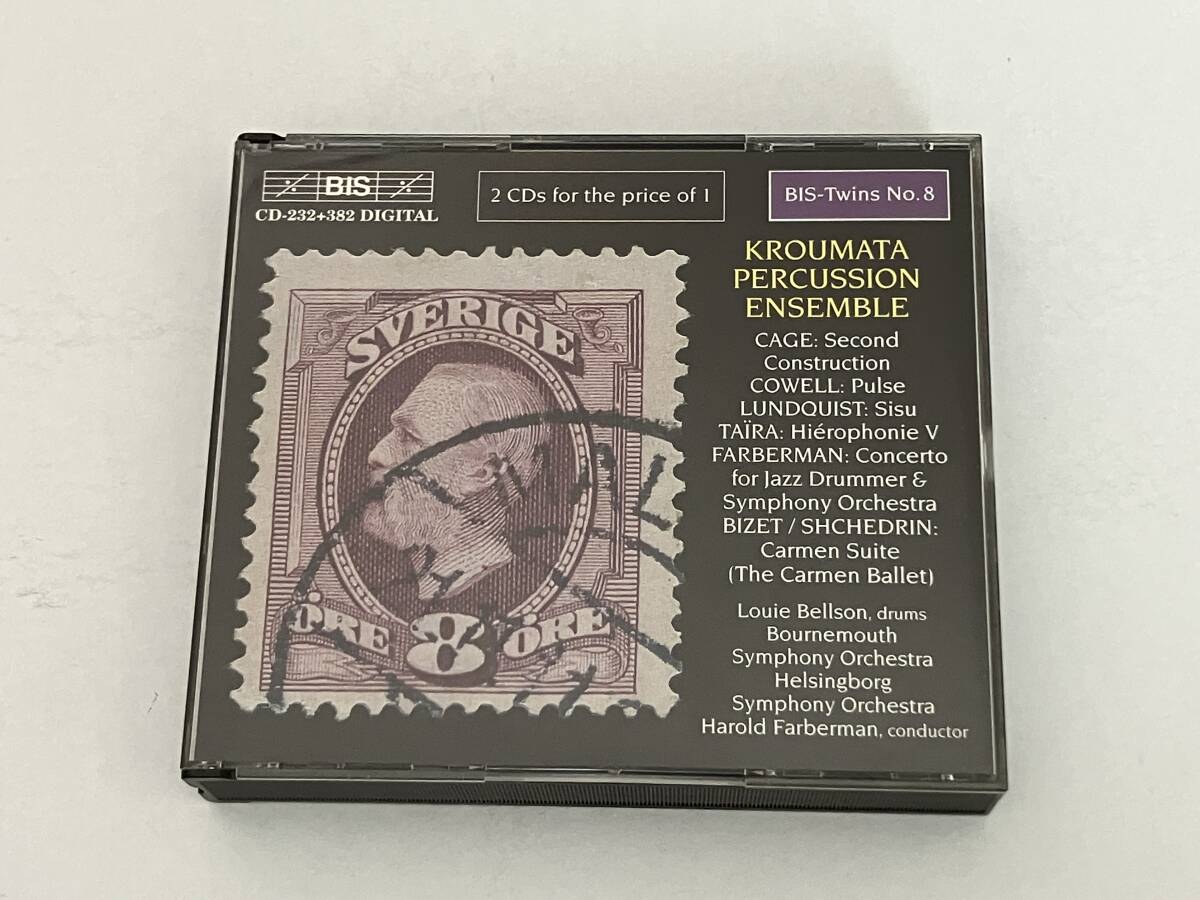 BIS
CD-232+382 DIGITAL
2 CDs for the price of 1
BIS-Twins No. 8
KROUMATA
PERCUSSION
ENSEMBLE
CAGE: Second
Construction
COWELL: Pulse
LUNDQUIST: Sisu
TAÏRA: Hiérophonie V
FARBERMAN: Concerto
for Jazz Drummer &
Symphony Orchestra
BIZET / SHCHEDRIN:
Carmen Suite
(The Carmen Ballet)
Louie Bellson, drums
Bournemouth
Symphony Orchestra
Helsingborg
Symphony Orchestra
Harold Farberman, conductor
SVERIGE
ÖRE 8 ÖRE